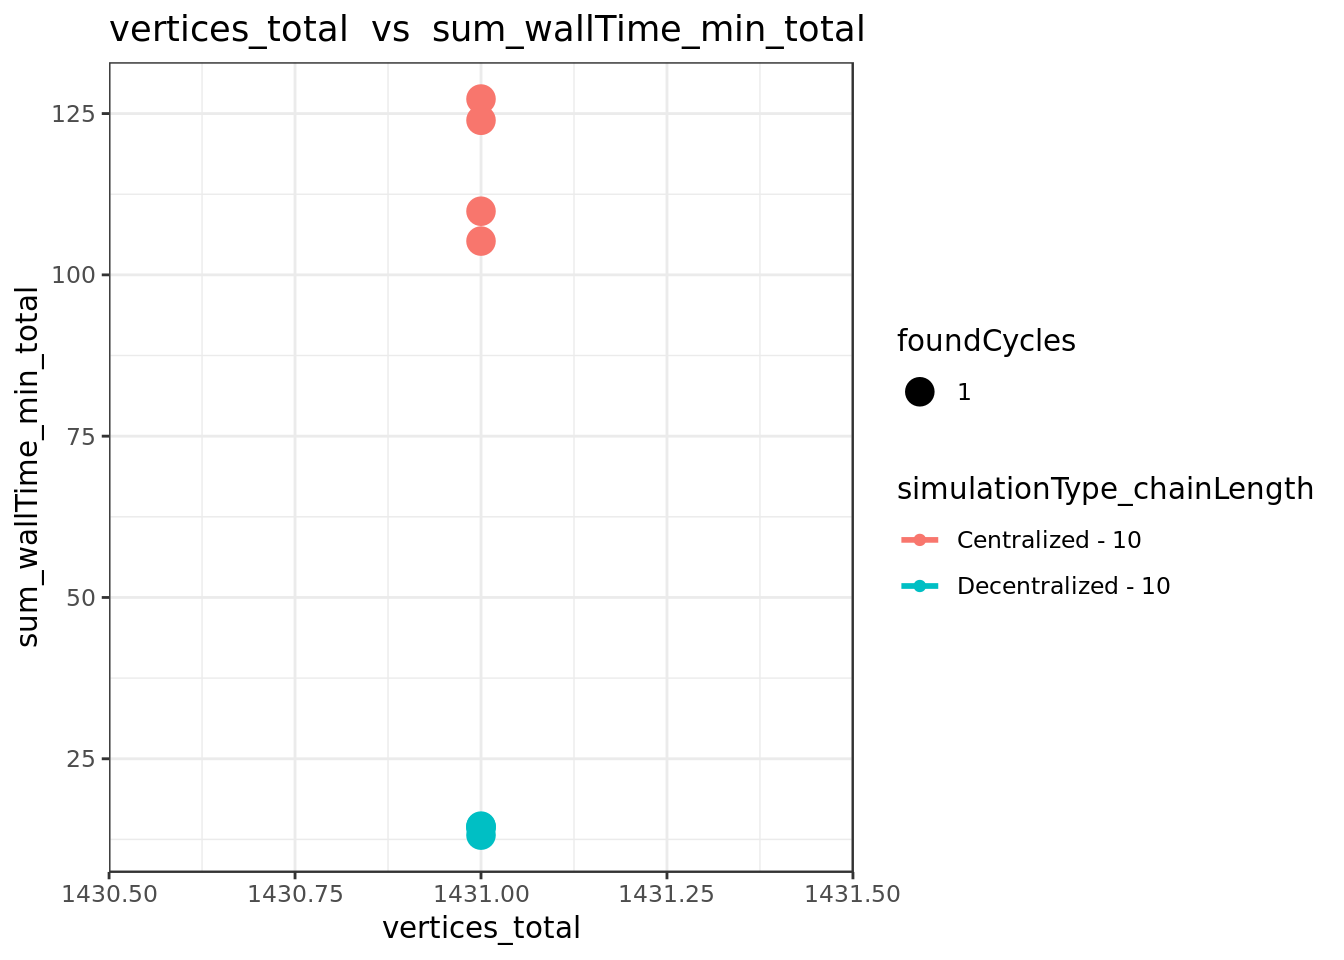 vertices_total vs sum_wallTime_min_total
125
100
75
50
25
sum_wallTime_min_total
1430.50 1430.75 1431.00 1431.25 1431.50
vertices_total
foundCycles
1
simulationType_chainLength
Centralized - 10
Decentralized - 10